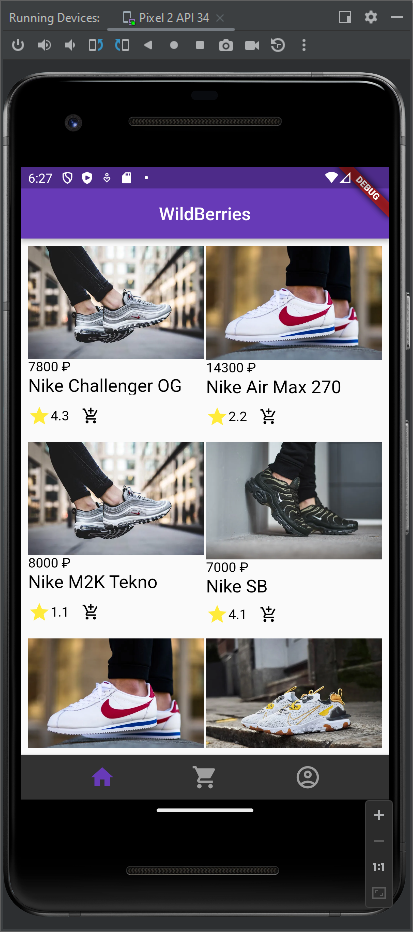 Running Devices: Pixel 2 API 34
6:27
DEBUG
WildBerries
7800 ₽
Nike Challenger OG
4.3
14300 ₽
Nike Air Max 270
2.2
8000 ₽
Nike M2K Tekno
1.1
7000 ₽
Nike SB
4.1
1:1